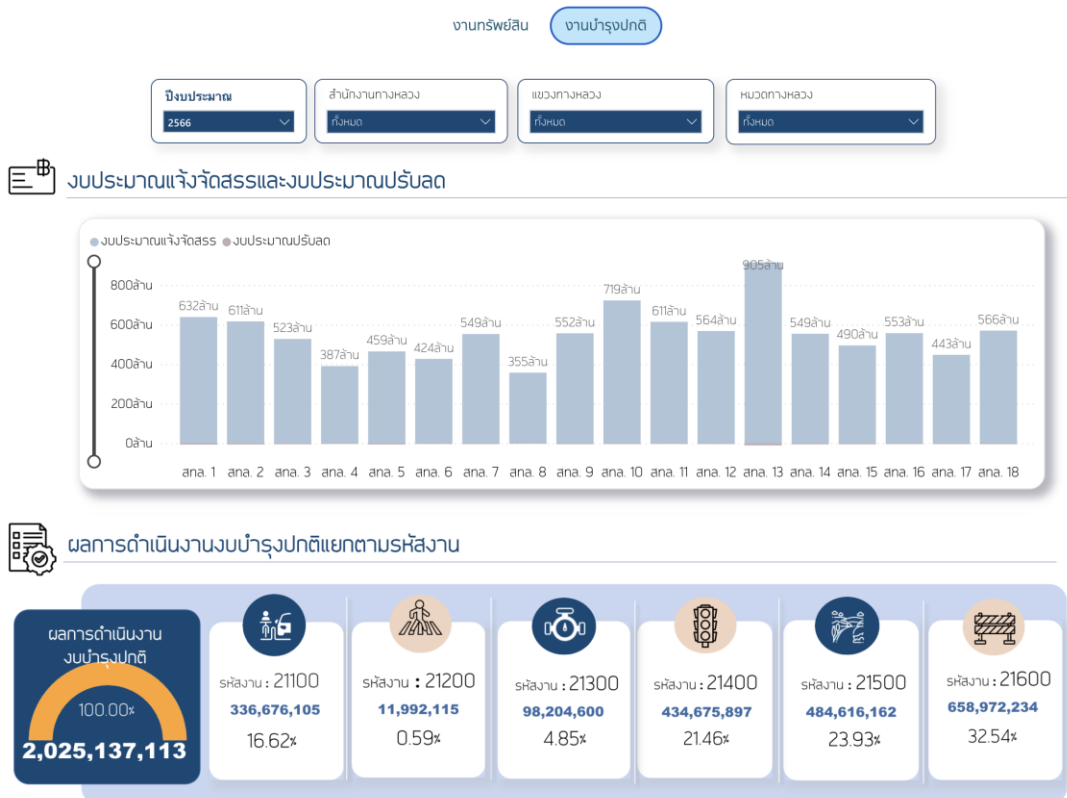 งานทรัพย์สิน งานบำรุงปกติ
ปีงบประมาณ สำนักงานทางหลวง แขวงทางหลวง หมวดทางหลวง
2566 ทั้งหมด ทั้งหมด ทั้งหมด
งบประมาณแจ้งจัดสรรและงบประมาณปรับลด
งบประมาณแจ้งจัดสรร งบประมาณปรับลด
800ล้าน
600ล้าน
400ล้าน
200ล้าน
0ล้าน
632ล้าน 611ล้าน 523ล้าน 387ล้าน 459ล้าน 424ล้าน 549ล้าน 355ล้าน 552ล้าน 719ล้าน 611ล้าน 564ล้าน 905ล้าน 549ล้าน 490ล้าน 553ล้าน 443ล้าน 566ล้าน
สทล. 1 สทล. 2 สทล. 3 สทล. 4 สทล. 5 สทล. 6 สทล. 7 สทล. 8 สทล. 9 สทล. 10 สทล. 11 สทล. 12 สทล. 13 สทล. 14 สทล. 15 สทล. 16 สทล. 17 สทล. 18
ผลการดำเนินงานงบบำรุงปกติแยกตามรหัสงาน
ผลการดำเนินงาน
งบบำรุงปกติ
100.00%
2,025,137,113
รหัสงาน : 21100
336,676,105
16.62%
รหัสงาน : 21200
11,992,115
0.59%
รหัสงาน : 21300
98,204,600
4.85%
รหัสงาน : 21400
434,675,897
21.46%
รหัสงาน : 21500
484,616,162
23.93%
รหัสงาน : 21600
658,972,234
32.54%